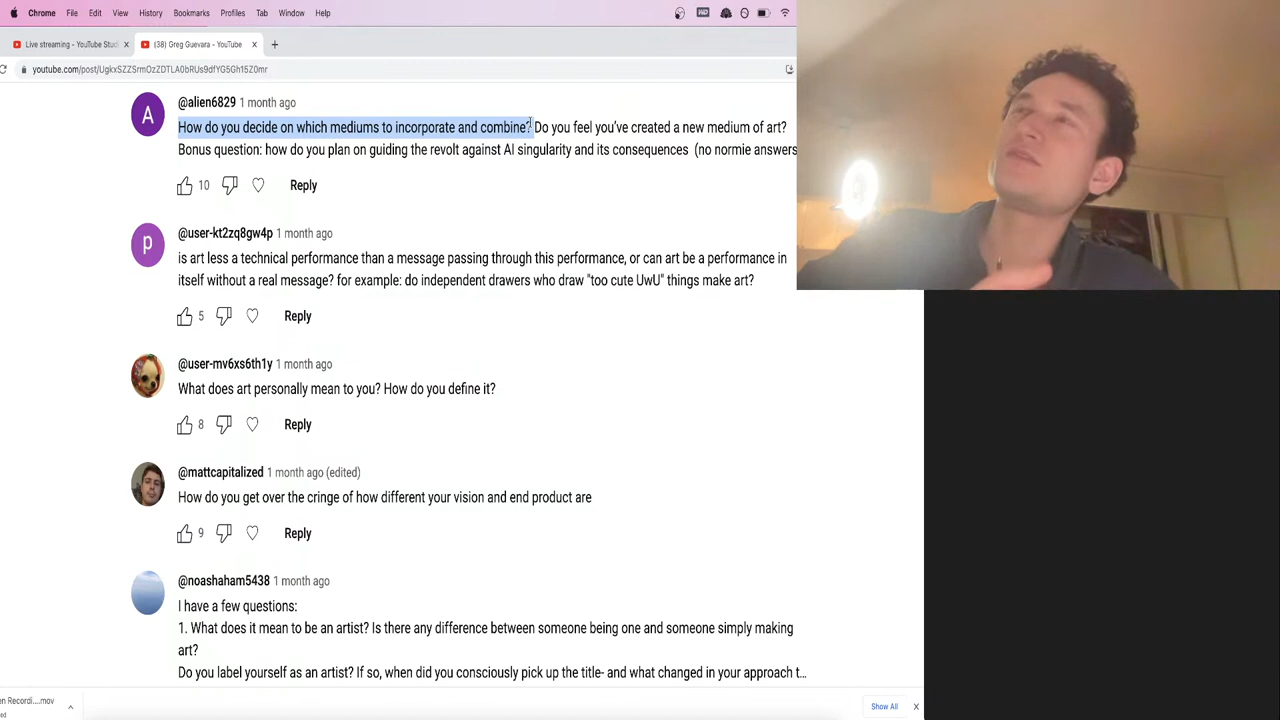 Chrome File Edit View History Bookmarks Profiles Tab Window Help
Live streaming - YouTube Stud × (38) Greg Guevara - YouTube × +
youtube.com/post/UgkxSZZSrmOzZDTLA0bRUs9dfYG5Gh15Z0mr
@alien6829 1 month ago
A
How do you decide on which mediums to incorporate and combine? Do you feel you've created a new medium of art?
Bonus question: how do you plan on guiding the revolt against AI singularity and its consequences (no normie answers
10 Reply
@user-kt2zq8gw4p 1 month ago
P
is art less a technical performance than a message passing through this performance, or can art be a performance in
itself without a real message? for example: do independent drawers who draw "too cute UwU" things make art?
5 Reply
@user-mv6xs6th1y 1 month ago
What does art personally mean to you? How do you define it?
8 Reply
@mattcapitalized 1 month ago (edited)
How do you get over the cringe of how different your vision and end product are
9 Reply
@noashaham5438 1 month ago
I have a few questions:
1. What does it mean to be an artist? Is there any difference between someone being one and someone simply making
art?
Do you label yourself as an artist? If so, when did you consciously pick up the title- and what changed in your approach t...
en Recordi....mov
Show All ×